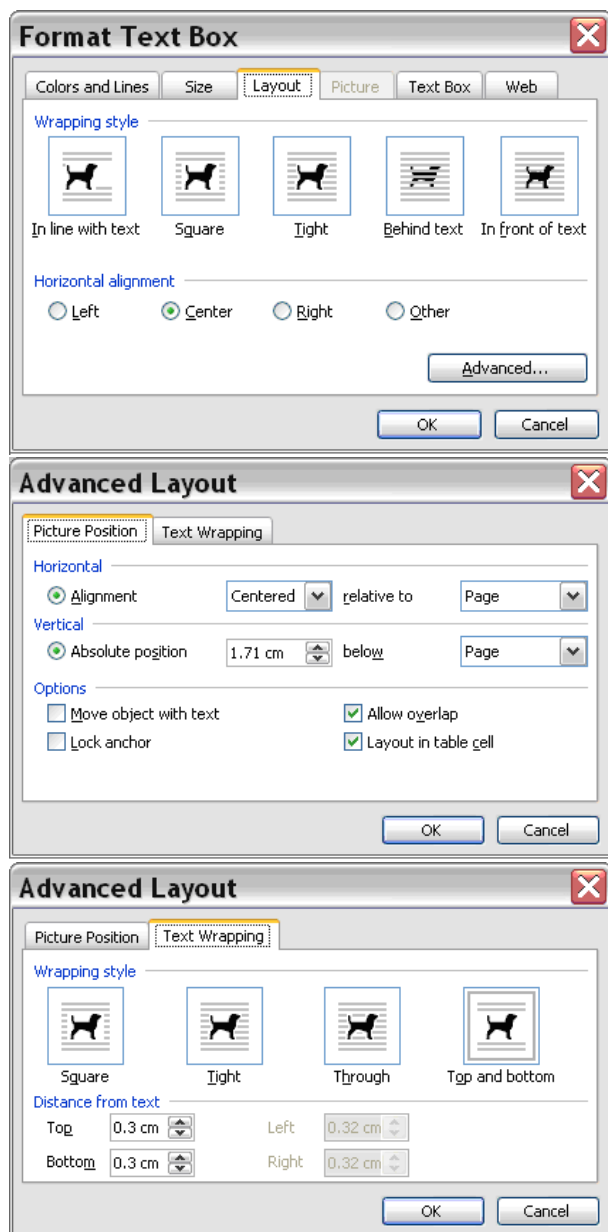 Format Text Box
Colors and Lines Size Layout Picture Text Box Web
Wrapping style
In line with text Square Tight Behind text In front of text
Horizontal alignment
Left Center Right Other
Advanced...
OK Cancel
Advanced Layout
Picture Position Text Wrapping
Horizontal
Alignment Centered relative to Page
Vertical
Absolute position 1.71 cm below Page
Options
Move object with text Allow overlap
Lock anchor Layout in table cell
OK Cancel
Advanced Layout
Picture Position Text Wrapping
Wrapping style
Square Tight Through Top and bottom
Distance from text
Top 0.3 cm Left 0.32 cm
Bottom 0.3 cm Right 0.32 cm
OK Cancel